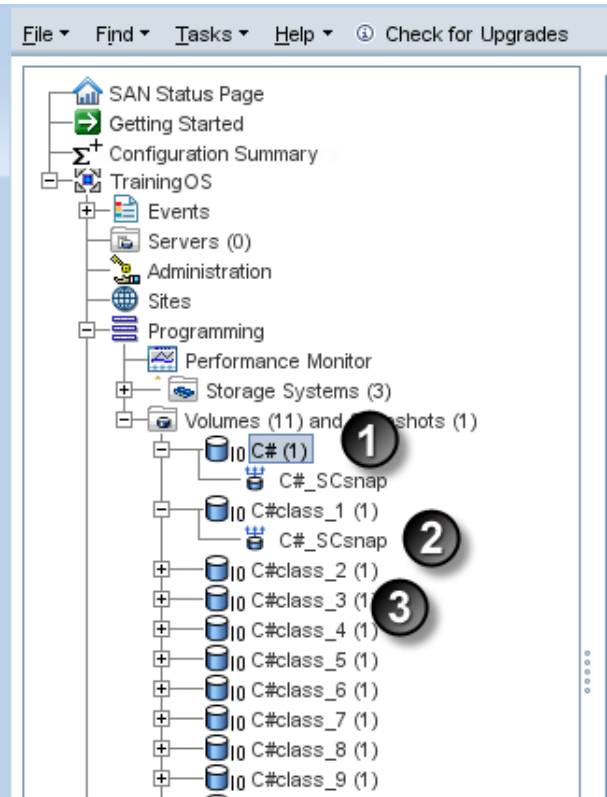 File Find Tasks Help Check for Upgrades
SAN Status Page
Getting Started
Configuration Summary
TrainingOS
Events
Servers (0)
Administration
Sites
Programming
Performance Monitor
Storage Systems (3)
Volumes (11) and shots (1)
1
C# (1)
C#_SCsnap
C#class_1 (1)
C#_SCsnap
2
C#class_2 (1)
C#class_3 (1)
3
C#class_4 (1)
C#class_5 (1)
C#class_6 (1)
C#class_7 (1)
C#class_8 (1)
C#class_9 (1)